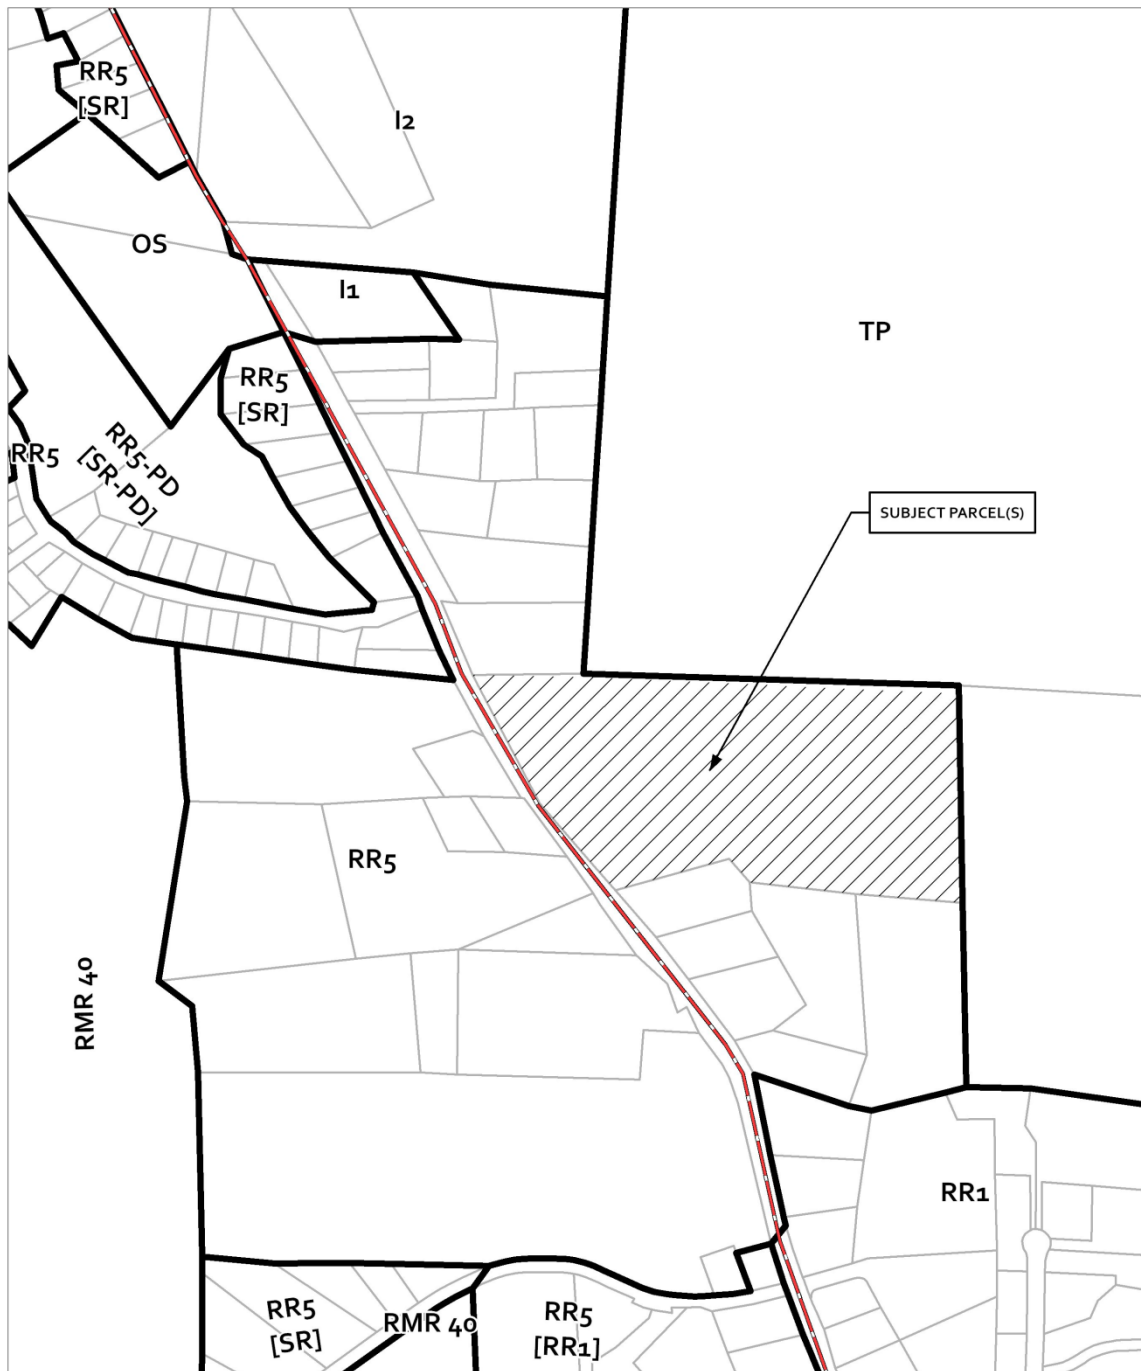 RR5
[SR]
I2
OS
I1
TP
RR5
[SR]
RR5
RR5-PD
[SR-PD]
SUBJECT PARCEL(S)
RR5
RMR 40
RR1
RR5
[SR]
RMR 40
RR5
[RR1]